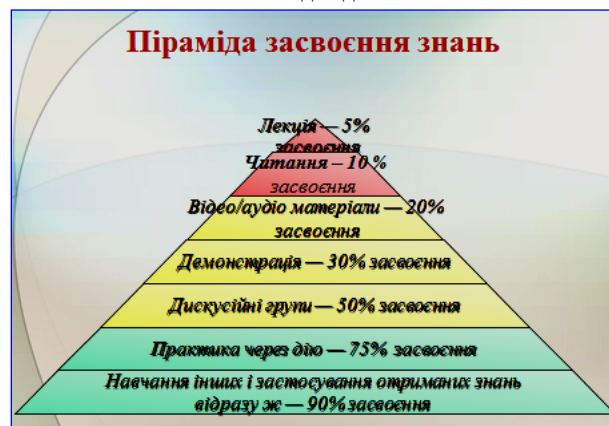 Піраміда засвоєння знань
Лекція — 5%
засвоєння
Читання – 10 %
засвоєння
Відео/аудіо матеріали — 20%
засвоєння
Демонстрація — 30% засвоєння
Дискусійні групи — 50% засвоєння
Практика через дію — 75% засвоєння
Навчання інших і застосування отриманих знань
відразу ж — 90% засвоєння